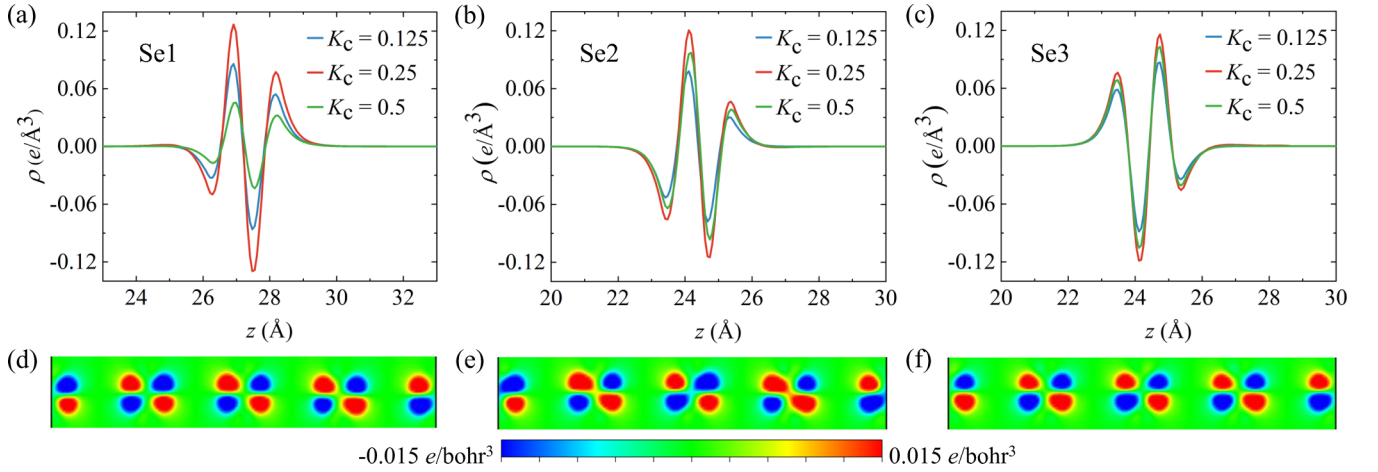 (a)
0.12
0.06
0.00
-0.06
-0.12
ρ (e/Å³)
Se1
Kc = 0.125
Kc = 0.25
Kc = 0.5
24 26 28 30 32
z (Å)
(b)
0.12
0.06
0.00
-0.06
-0.12
ρ (e/Å³)
Se2
Kc = 0.125
Kc = 0.25
Kc = 0.5
20 22 24 26 28 30
z (Å)
(c)
0.12
0.06
0.00
-0.06
-0.12
ρ (e/Å³)
Se3
Kc = 0.125
Kc = 0.25
Kc = 0.5
20 22 24 26 28 30
z (Å)
(d)
(e)
(f)
-0.015 e/bohr³ 0.015 e/bohr³